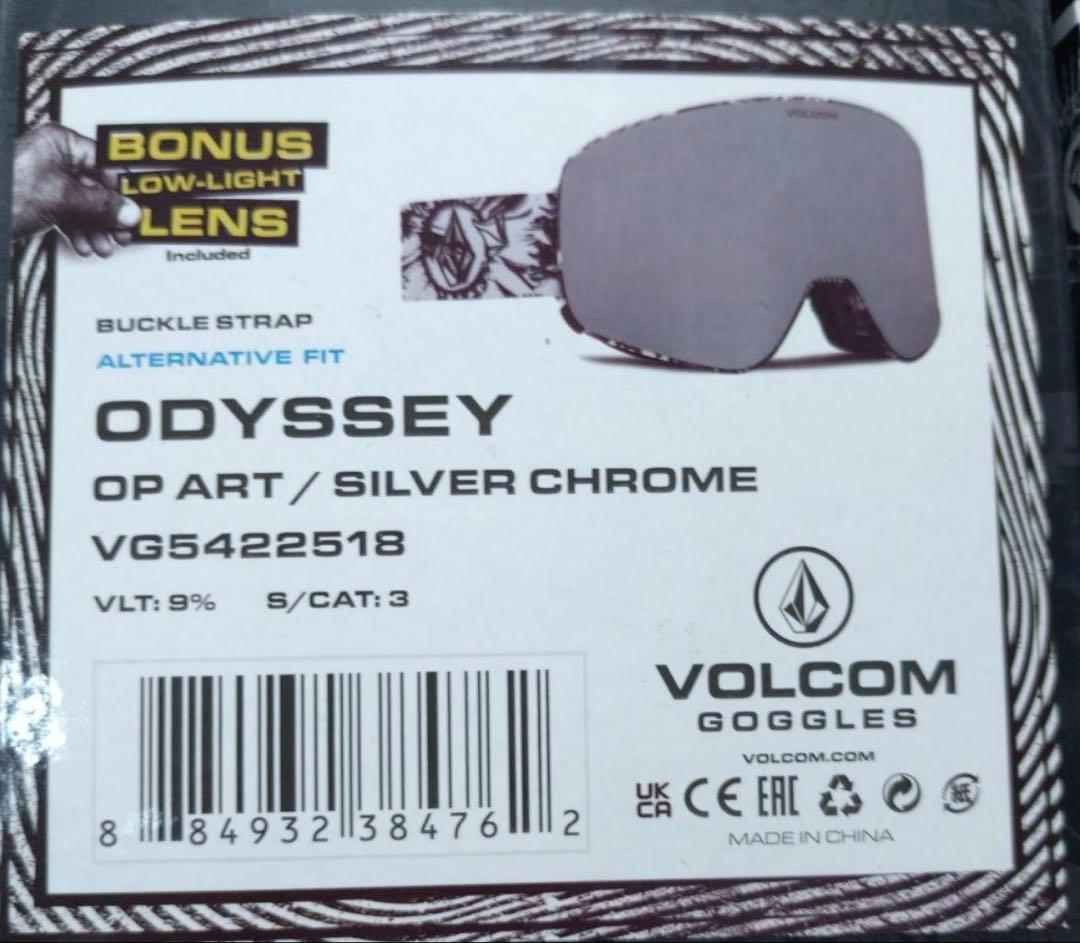 BONUS
LOW-LIGHT
LENS
Included
VOLCOM
BUCKLE STRAP
ALTERNATIVE FIT
ODYSSEY
OP ART / SILVER CHROME
VG5422518
VLT: 9% S/CAT: 3
VOLCOM
GOGGLES
VOLCOM.COM
UK
CA CE EAC 紙
MADE IN CHINA
8 84932 38476 2